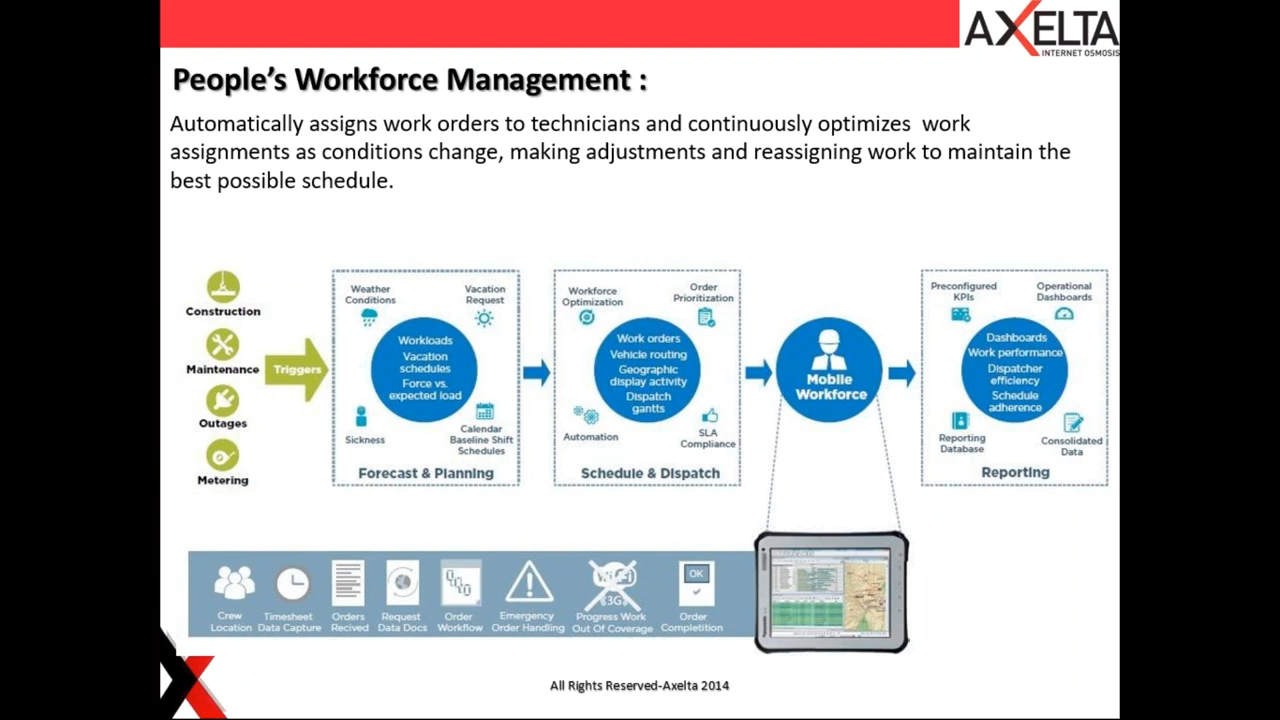 AXELTA
INTERNET OSMOSIS
People's Workforce Management :
Automatically assigns work orders to technicians and continuously optimizes work
assignments as conditions change, making adjustments and reassigning work to maintain the
best possible schedule.
Construction
Maintenance
Outages
Metering
Triggers
Weather
Conditions
Vacation
Request
Workloads
Vacation
schedules
Force vs.
expected load
Sickness
Calendar
Baseline Shift
Schedules
Forecast & Planning
Workforce
Optimization
Order
Prioritization
Work orders
Vehicle routing
Geographic
display activity
Dispatch
gantts
Automation
SLA
Compliance
Schedule & Dispatch
Mobile
Workforce
Preconfigured
KPIs
Operational
Dashboards
Dashboards
Work performance
Dispatcher
efficiency
Schedule
adherence
Reporting
Database
Consolidated
Data
Reporting
Crew
Location
Timesheet
Data Capture
Orders
Recived
Request
Data Docs
Order
Workflow
Emergency
Order Handling
Wi-Fi
3G
Progress Work
Out Of Coverage
OK
Order
Completition
All Rights Reserved-Axelta 2014